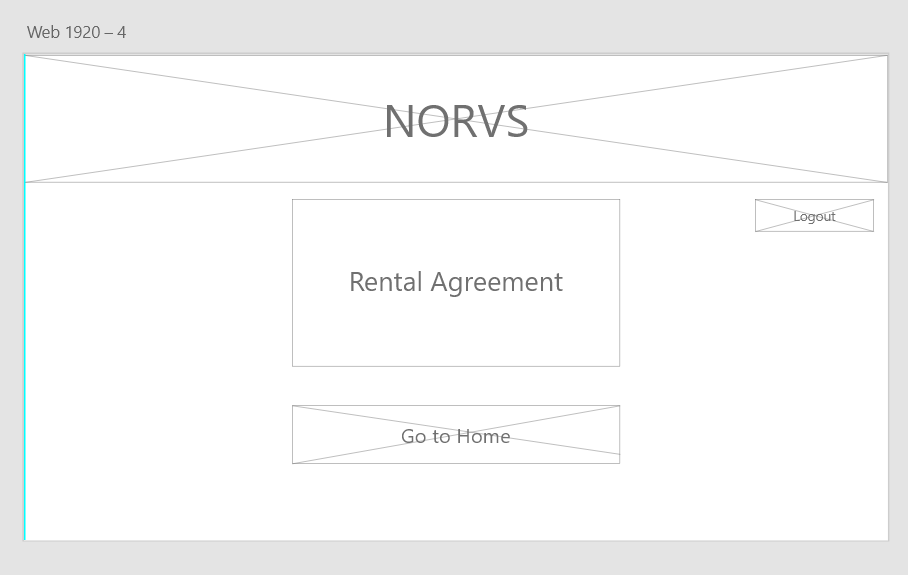 Web 1920 – 4
NORVS
Logout
Rental Agreement
Go to Home